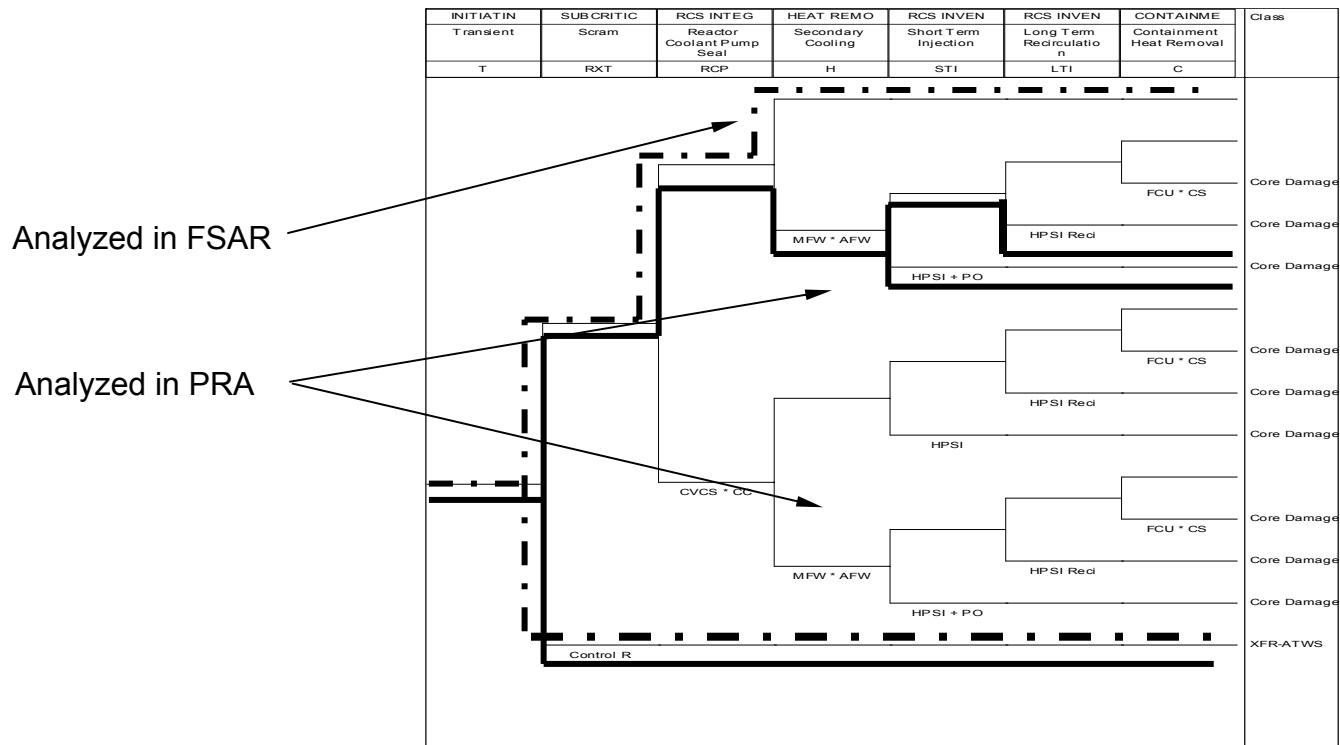 INITIATIN SUBCRITIC RCS INTEG HEAT REMO RCS INVEN RCS INVEN CONTAINME Class
Transient Scram Reactor Secondary Short Term Long Term Containment
Coolant Pump Cooling Injection Recirculatio Heat Removal
Seal n
T RXT RCP H STI LTI C
FCU * CS Core Damage
Analyzed in FSAR
MFW * AFW HPSI Reci Core Damage
HPSI + PO Core Damage
FCU * CS Core Damage
Analyzed in PRA
HPSI Reci Core Damage
HPSI Core Damage
CVCS * CC
FCU * CS Core Damage
MFW * AFW HPSI Reci Core Damage
HPSI + PO Core Damage
Control R XFR-ATWS